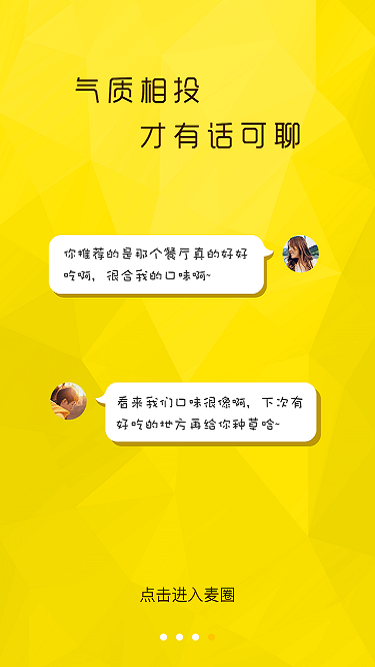 气质相投
才有话可聊
你推荐的是那个餐厅真的好好
吃啊，很合我的口味啊~
看来我们口味很像啊，下次有
好吃的地方再给你种草哈~
点击进入麦圈